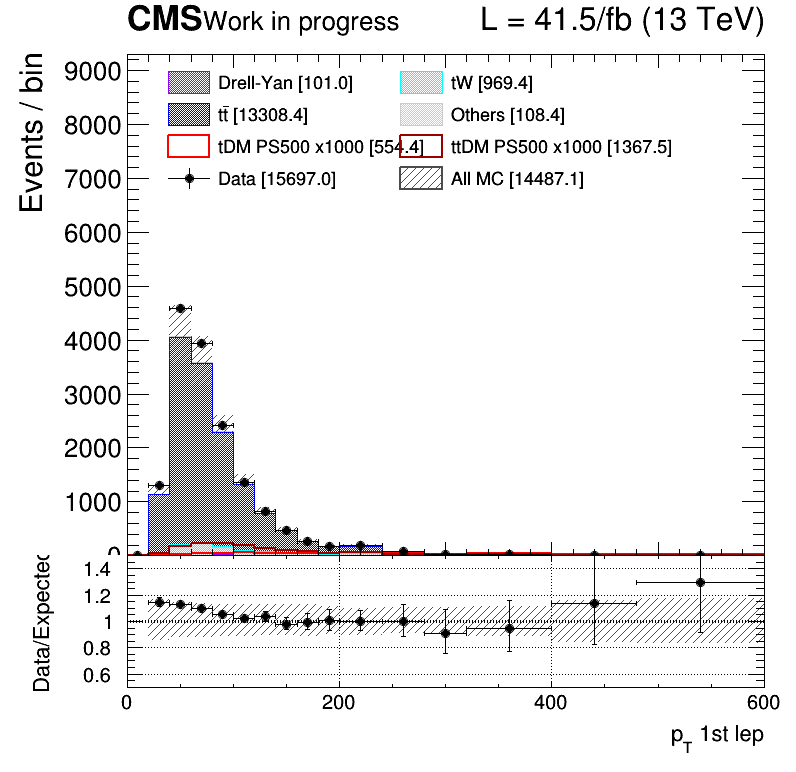 CMS Work in progress L = 41.5/fb (13 TeV)
Events / bin
9000
8000
7000
6000
5000
4000
3000
2000
1000
0
Drell-Yan [101.0]
tW [969.4]
tt̄ [13308.4]
Others [108.4]
tDM PS500 x1000 [554.4]
ttDM PS500 x1000 [1367.5]
Data [15697.0]
All MC [14487.1]
Data/Expected
1.4
1.2
1
0.8
0.6
0 200 400 600
p_T 1st lep